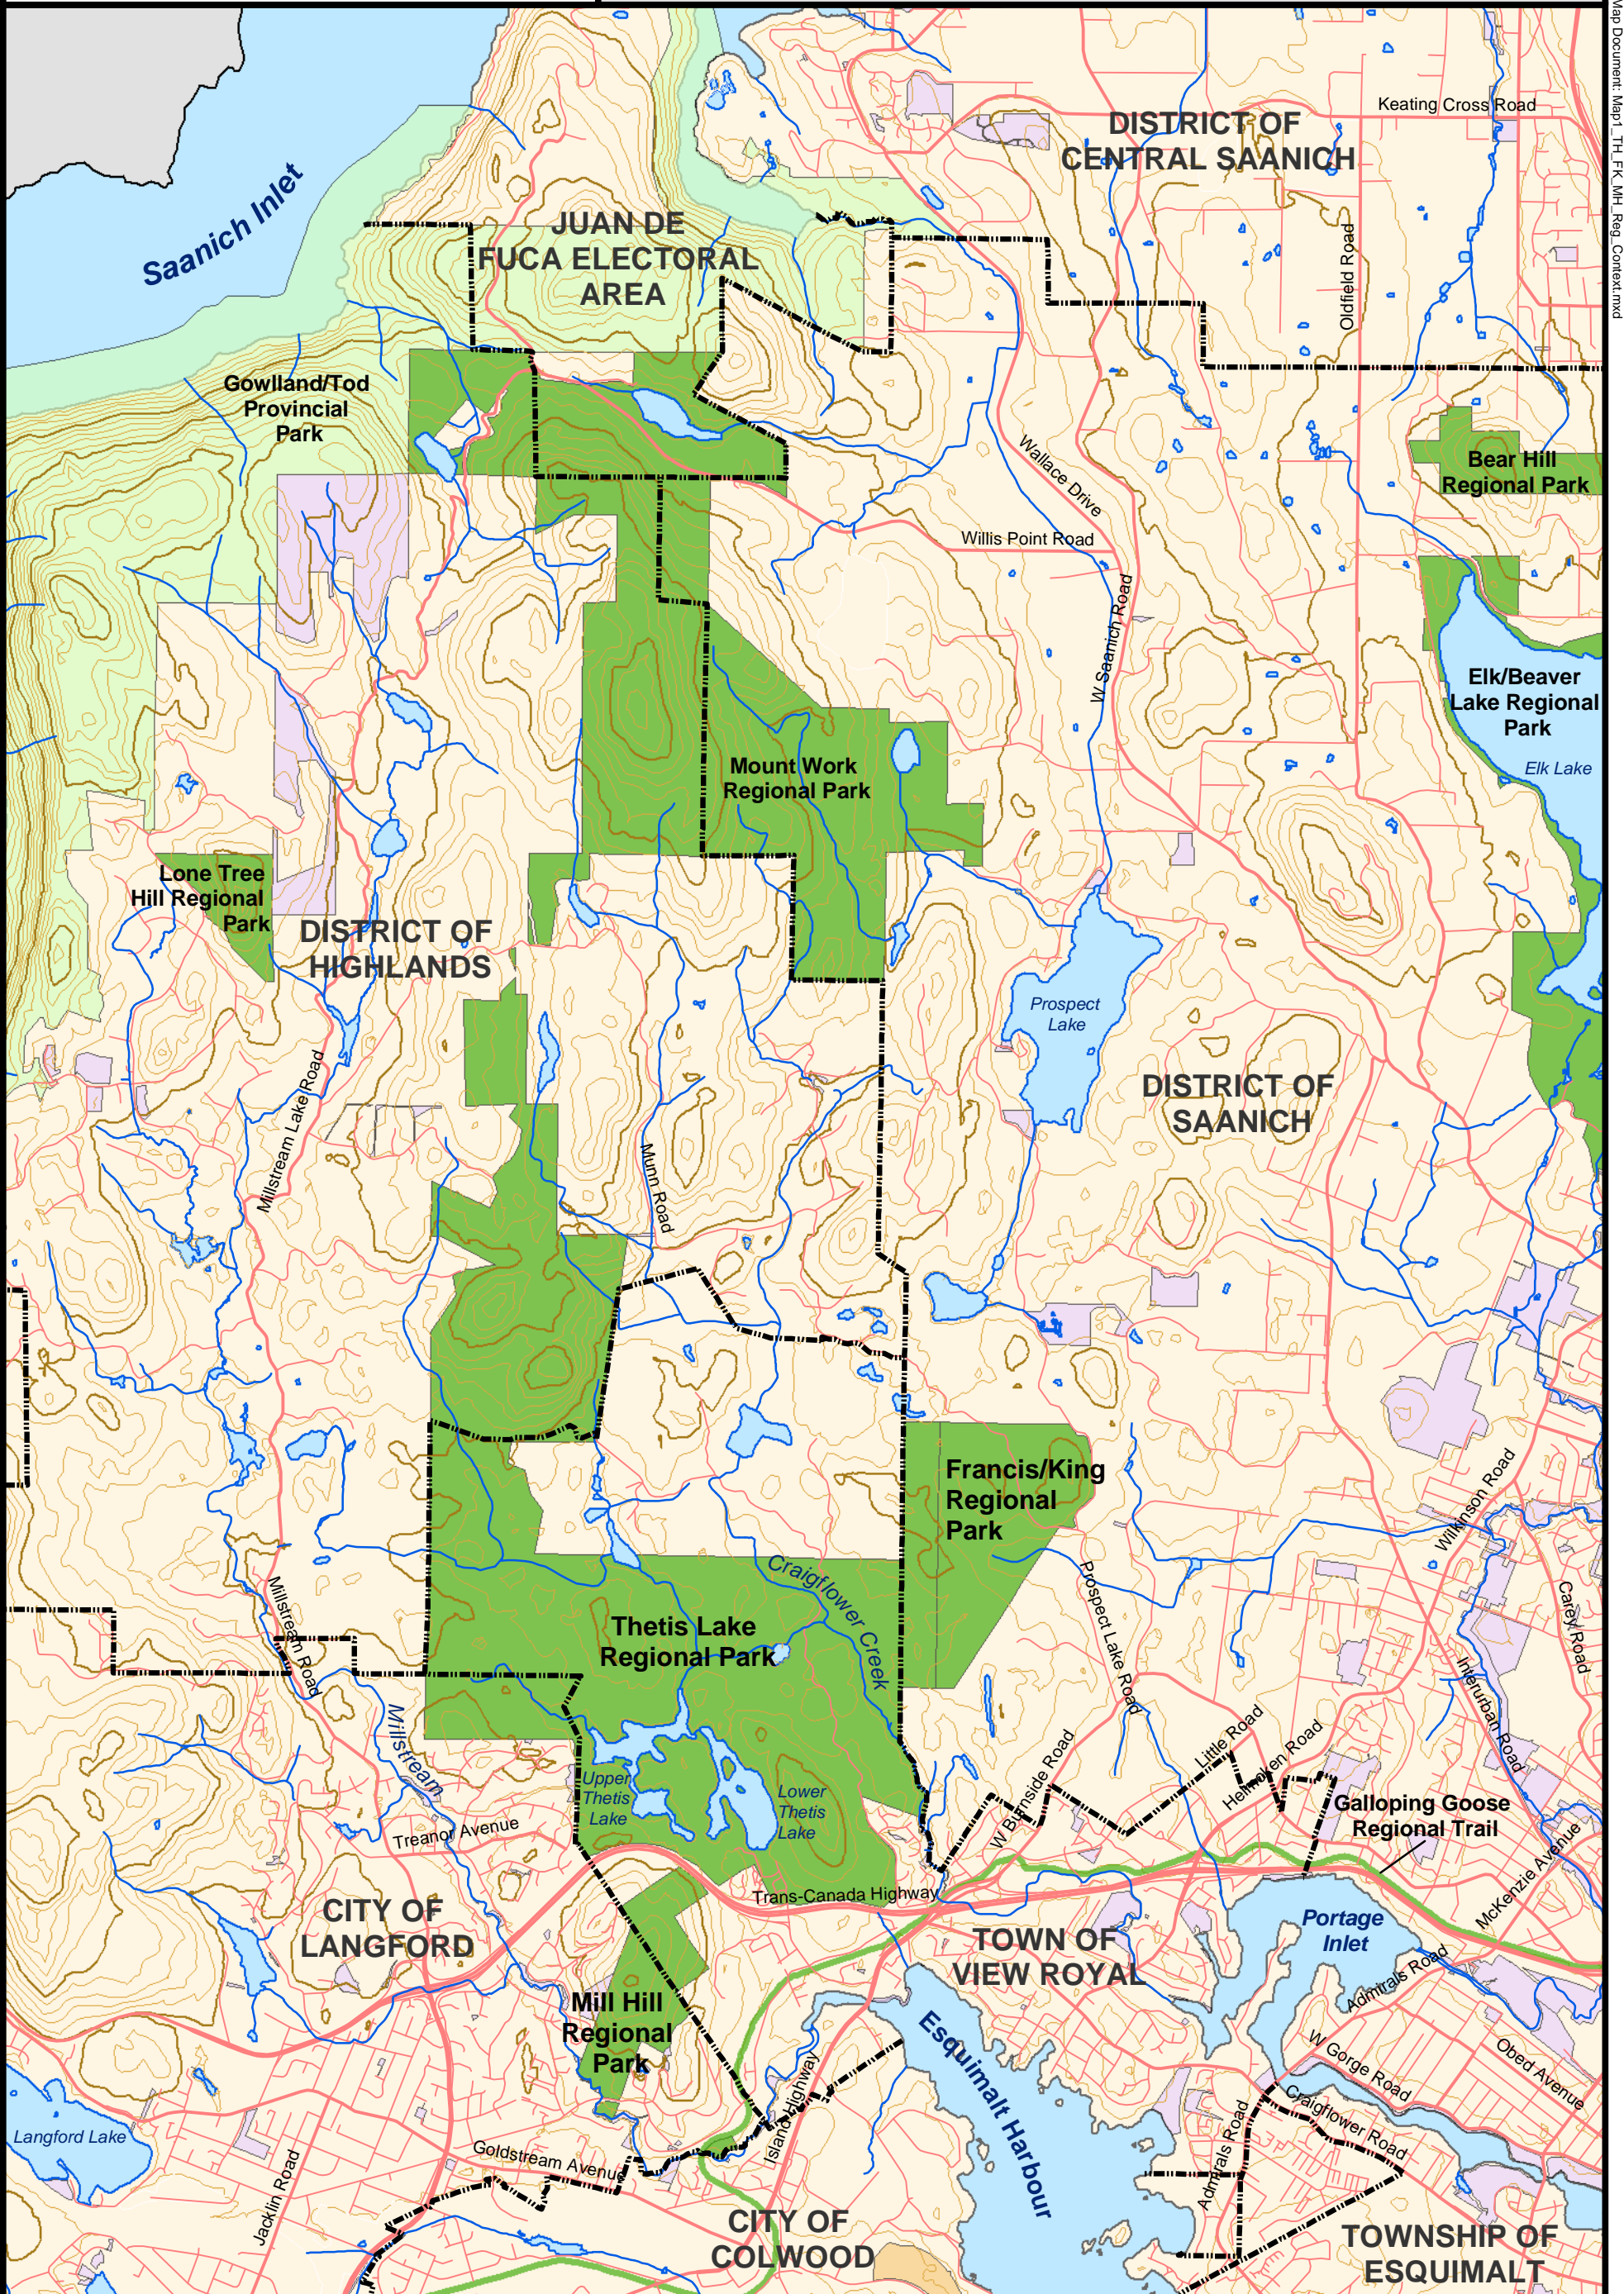 Map Document: Map1_TH_FK_MH_Reg_Context.mxd
Keating Cross Road
DISTRICT OF
CENTRAL SAANICH
Saanich Inlet
JUAN DE
FUCA ELECTORAL
AREA
Oldfield Road
Gowlland/Tod
Provincial
Park
Wallace Drive
Bear Hill
Regional Park
Willis Point Road
W Saanich Road
Elk/Beaver
Lake Regional
Park
Elk Lake
Mount Work
Regional Park
Lone Tree
Hill Regional
Park
DISTRICT OF
HIGHLANDS
Prospect
Lake
DISTRICT OF
SAANICH
Millstream Lake Road
Munn Road
Francis/King
Regional
Park
Wilkinson Road
Craigflower Creek
Prospect Lake Road
Carey Road
Millstream Road
Thetis Lake
Regional Park
Interurban Road
Millstream
Little Road
Helmcken Road
W Burnside Road
Upper
Thetis
Lake
Lower
Thetis
Lake
Galloping Goose
Regional Trail
Treanor Avenue
McKenzie Avenue
Trans-Canada Highway
CITY OF
LANGFORD
TOWN OF
VIEW ROYAL
Portage
Inlet
Admirals Road
Mill Hill
Regional
Park
Esquimalt Harbour
W Gorge Road
Obed Avenue
Island Highway
Craigflower Road
Admirals Road
Langford Lake
Goldstream Avenue
Jacklin Road
CITY OF
COLWOOD
TOWNSHIP OF
ESQUIMALT